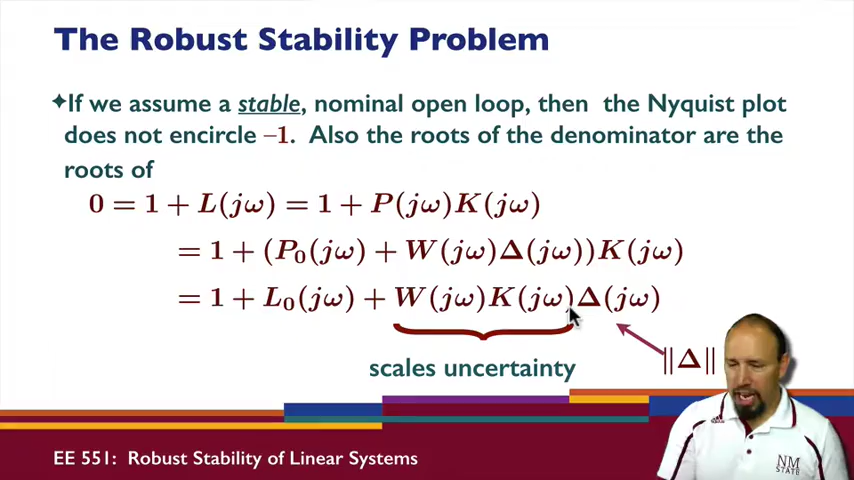 The Robust Stability Problem
✦If we assume a stable, nominal open loop, then the Nyquist plot
does not encircle –1. Also the roots of the denominator are the
roots of
0 = 1 + L(jω) = 1 + P(jω)K(jω)
= 1 + (P₀(jω) + W(jω)Δ(jω))K(jω)
= 1 + L₀(jω) + W(jω)K(jω)Δ(jω)
scales uncertainty
‖Δ‖
EE 551: Robust Stability of Linear Systems
NM
STATE